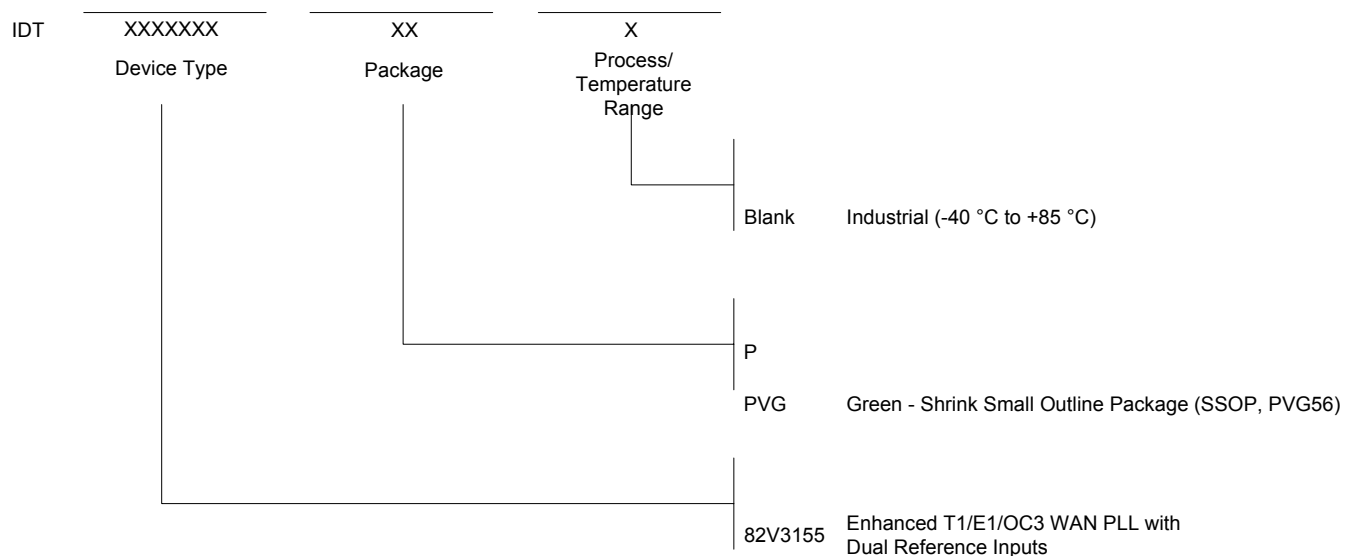 IDT XXXXXXX XX X
Device Type Package Process/
Temperature
Range
Blank Industrial (-40 °C to +85 °C)
P
PVG Green - Shrink Small Outline Package (SSOP, PVG56)
82V3155 Enhanced T1/E1/OC3 WAN PLL with
Dual Reference Inputs